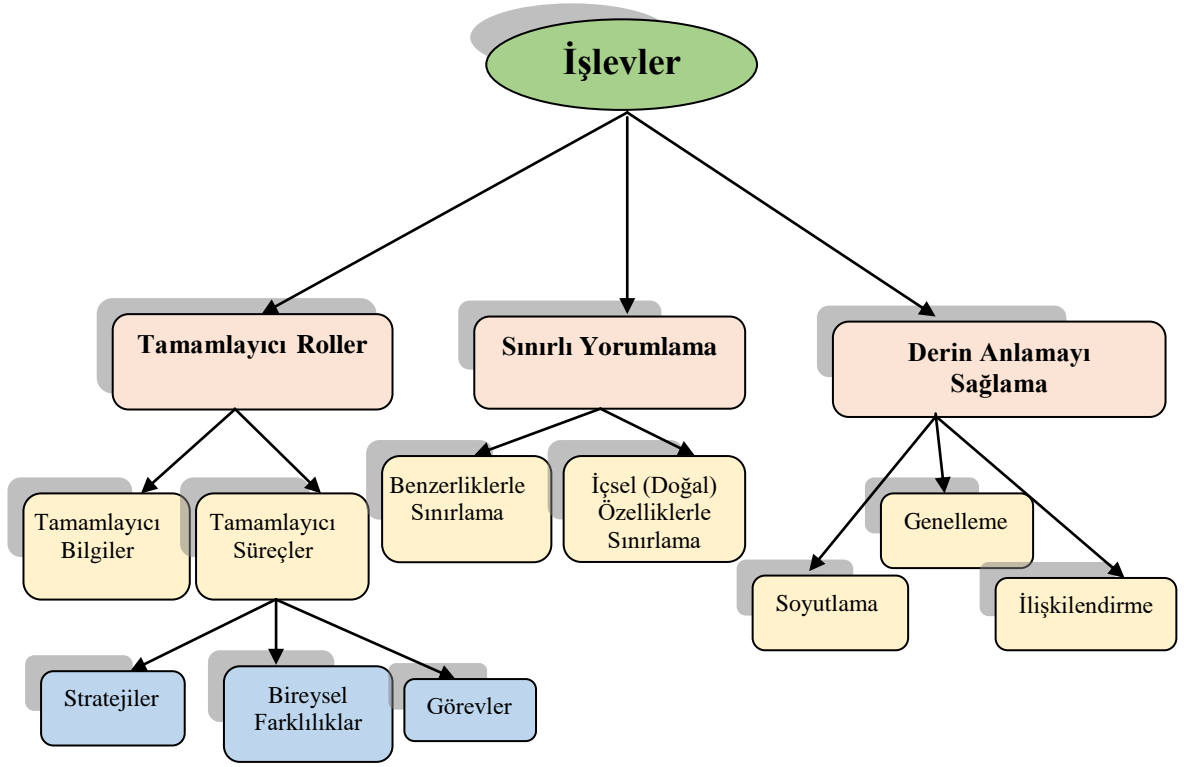 İşlevler
Tamamlayıcı Roller
Sınırlı Yorumlama
Derin Anlamayı
Sağlama
Tamamlayıcı
Bilgiler
Tamamlayıcı
Süreçler
Benzerliklerle
Sınırlama
İçsel (Doğal)
Özelliklerle
Sınırlama
Soyutlama
Genelleme
İlişkilendirme
Stratejiler
Bireysel
Farklılıklar
Görevler